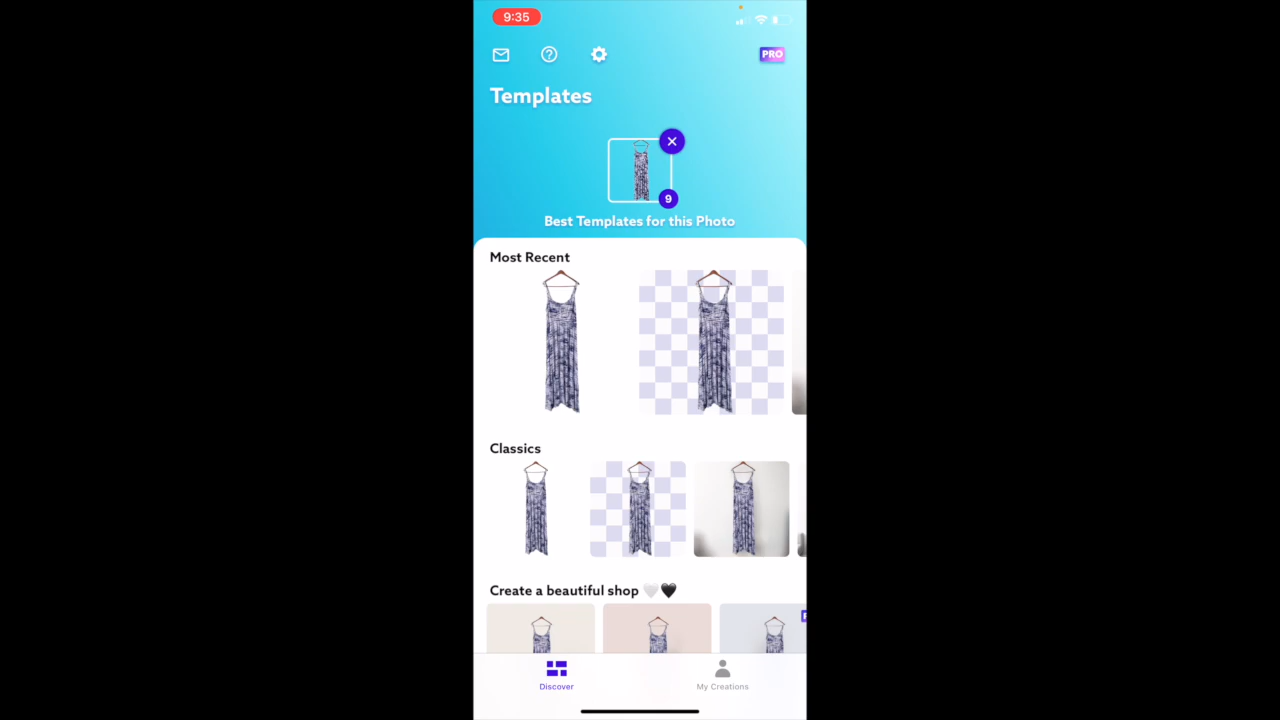 9:35
PRO
Templates
9
Best Templates for this Photo
Most Recent
Classics
Create a beautiful shop 🤍🖤
Discover
My Creations